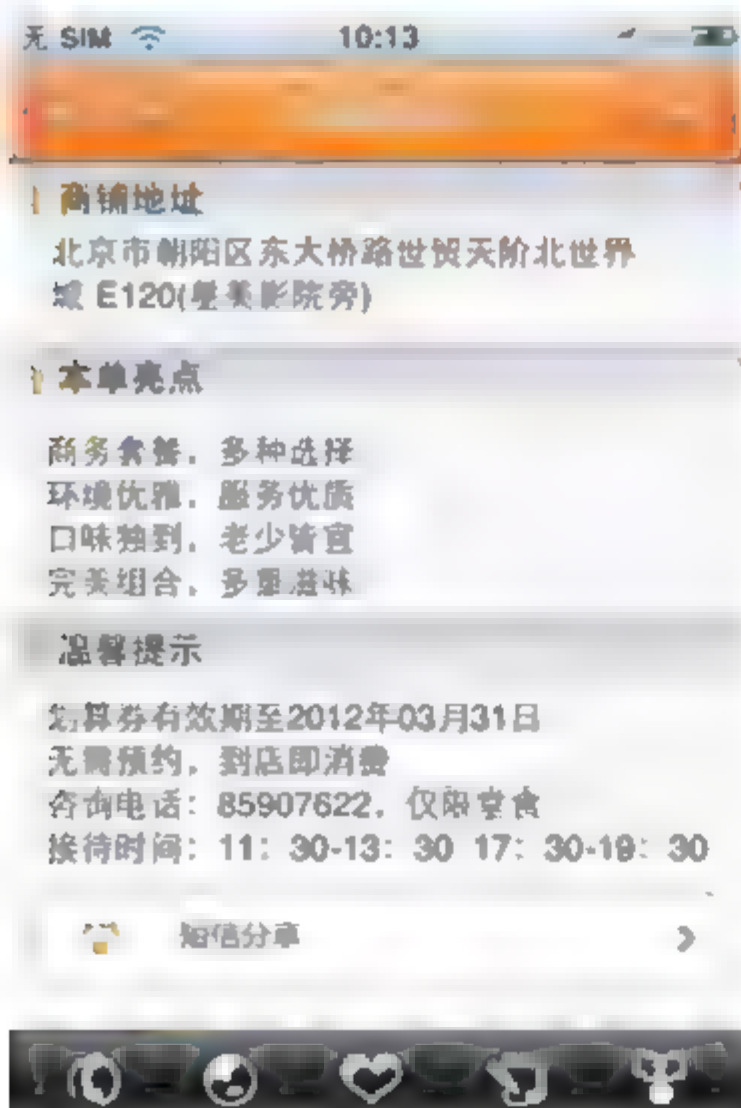 无 SIM 10:13
商铺地址
北京市朝阳区东大桥路世贸天阶北世界
城 E120(星美影院旁)
本单亮点
商务套餐，多种选择
环境优雅，服务优质
口味独到，老少皆宜
完美组合，多重滋味
温馨提示
划算券有效期至2012年03月31日
无需预约，到店即消费
咨询电话：85907622，仅限堂食
接待时间：11：30-13：30 17：30-19：30
短信分享